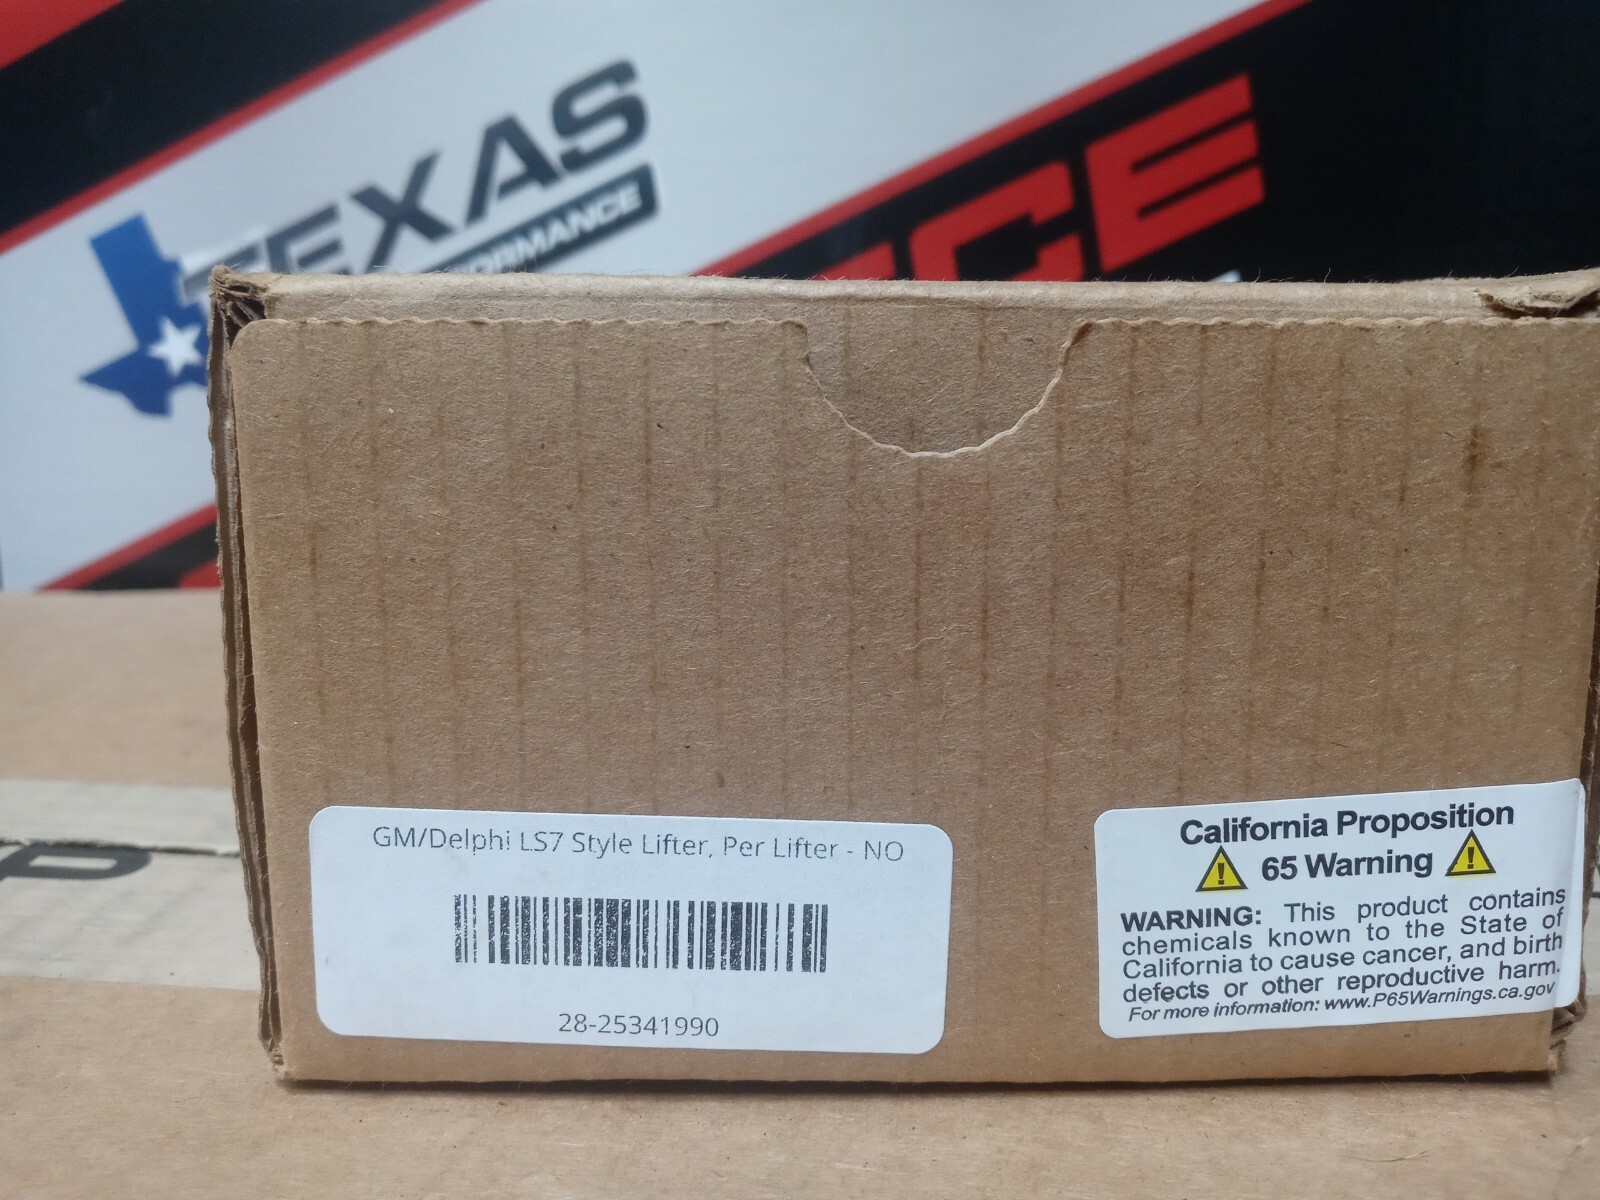 TEXAS
GM/Delphi LS7 Style Lifter, Per Lifter - NO
28-25341990
California Proposition
65 Warning
WARNING: This product contains
chemicals known to the State of
California to cause cancer, and birth
defects or other reproductive harm.
For more information: www.P65Warnings.ca.gov